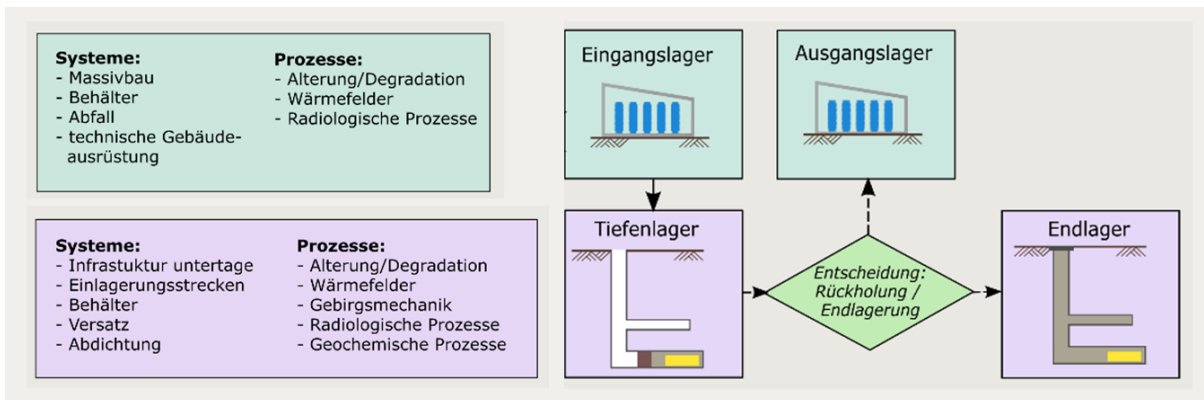 Systeme:
- Massivbau
- Behälter
- Abfall
- technische Gebäude-
ausrüstung
Prozesse:
- Alterung/Degradation
- Wärmefelder
- Radiologische Prozesse
Eingangslager
Ausgangslager
Systeme:
- Infrastuktur untertage
- Einlagerungsstrecken
- Behälter
- Versatz
- Abdichtung
Prozesse:
- Alterung/Degradation
- Wärmefelder
- Gebirgsmechanik
- Radiologische Prozesse
- Geochemische Prozesse
Tiefenlager
Entscheidung:
Rückholung /
Endlagerung
Endlager